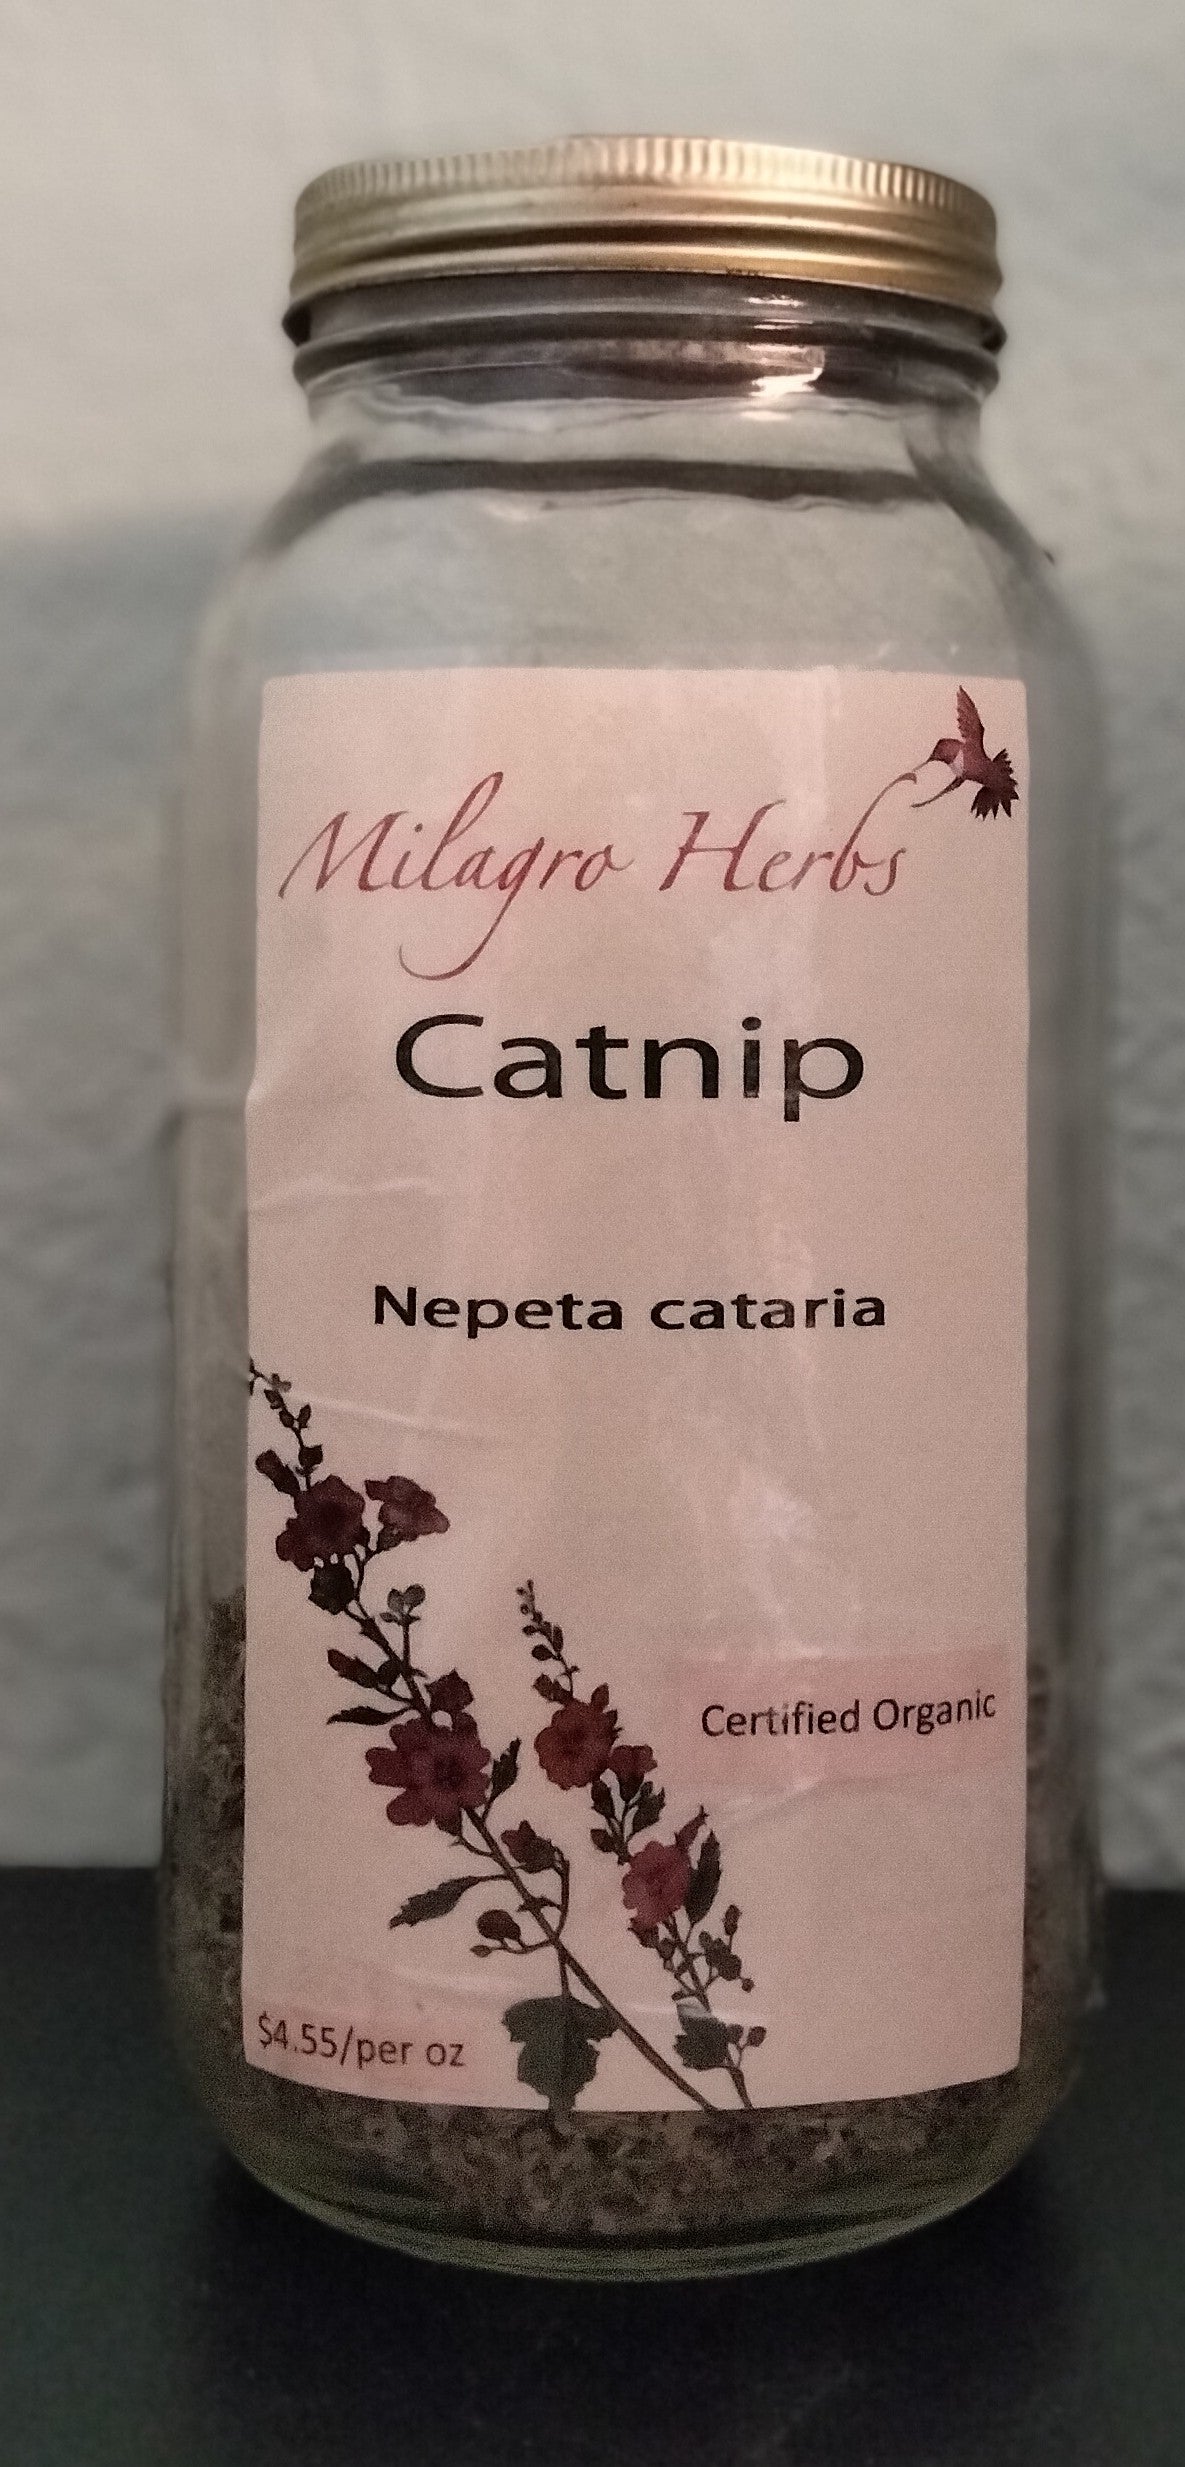 Milagro Herbs
Catnip
Nepeta cataria
Certified Organic
$4.55/per oz